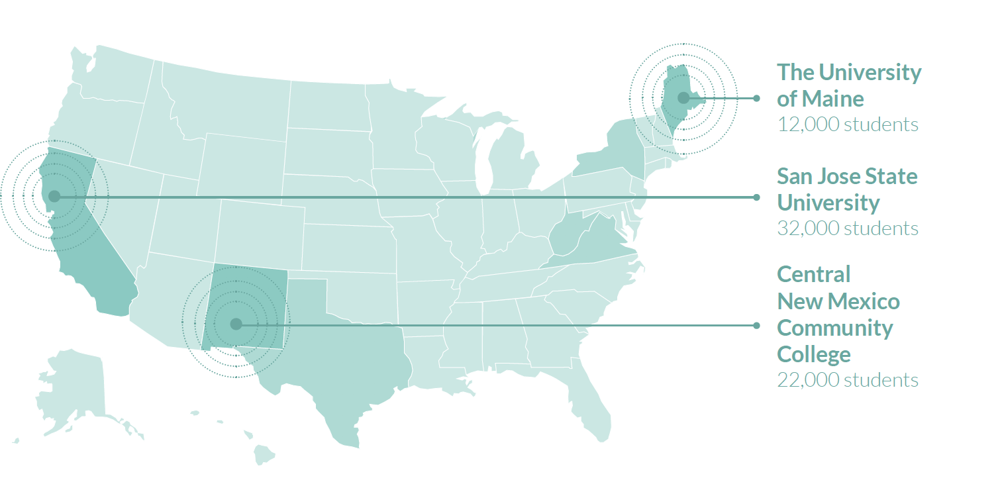 The University
of Maine
12,000 students
San Jose State
University
32,000 students
Central
New Mexico
Community
College
22,000 students